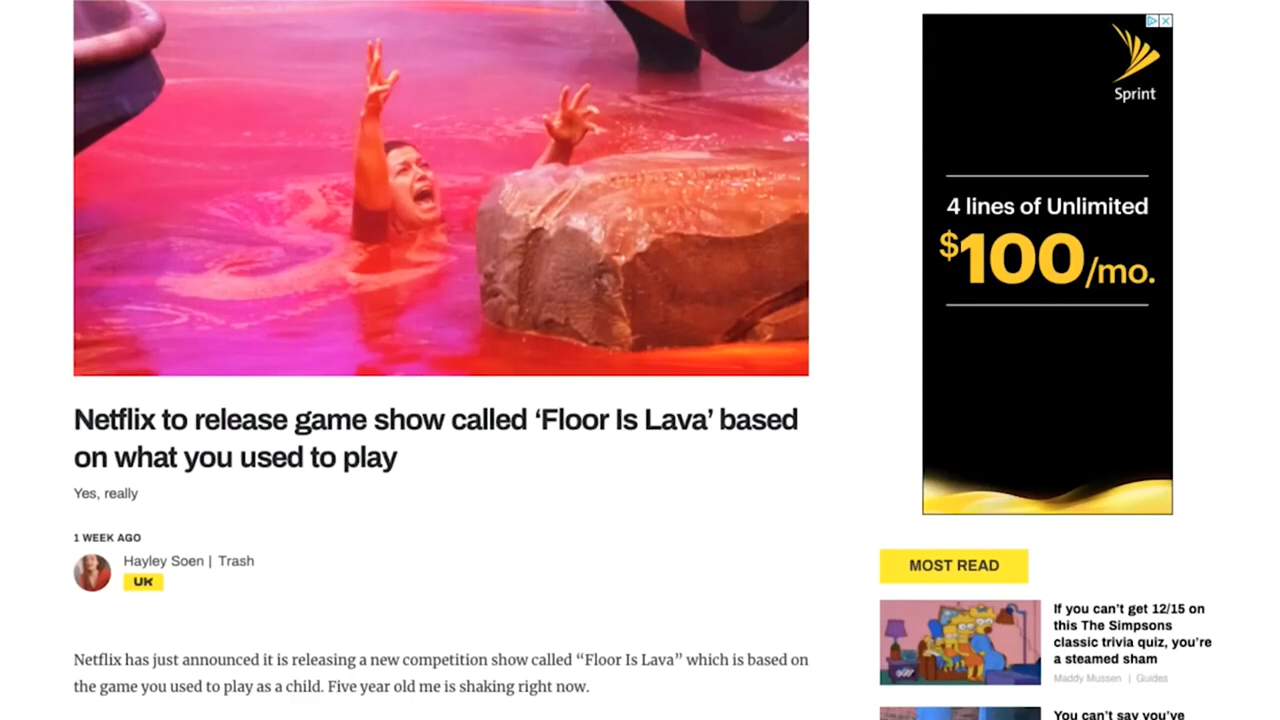 Netflix to release game show called ‘Floor Is Lava’ based
on what you used to play
Yes, really
1 WEEK AGO
Hayley Soen | Trash
UK
Netflix has just announced it is releasing a new competition show called “Floor Is Lava” which is based on
the game you used to play as a child. Five year old me is shaking right now.
Sprint
4 lines of Unlimited
$100/mo.
MOST READ
If you can’t get 12/15 on
this The Simpsons
classic trivia quiz, you’re
a steamed sham
Maddy Mussen | Guides
You can’t say you’ve